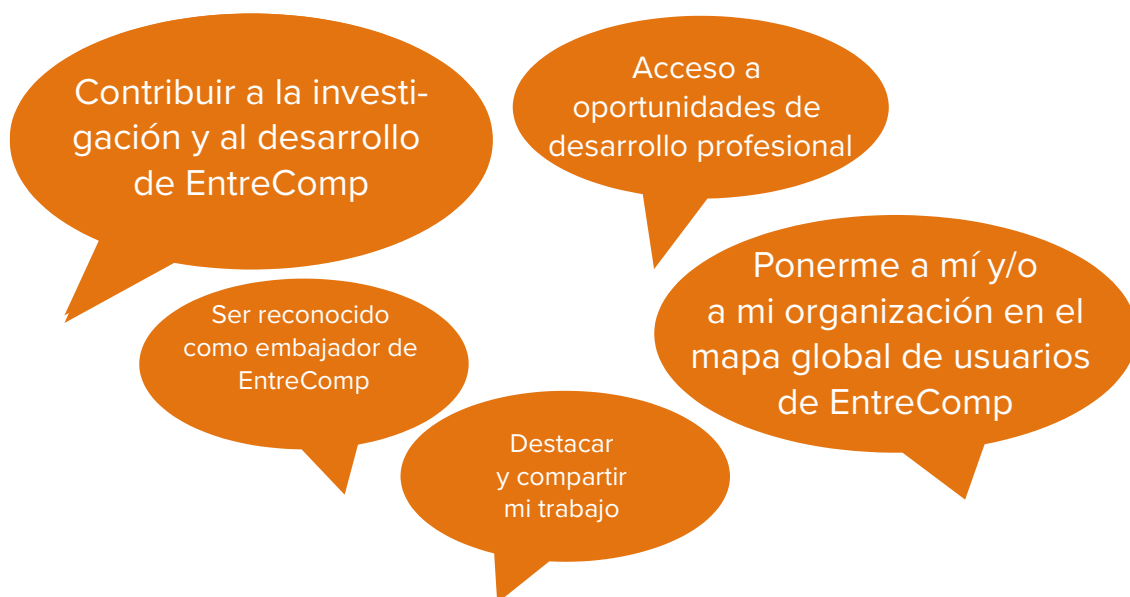 Contribuir a la investi-
gación y al desarrollo
de EntreComp
Acceso a
oportunidades de
desarrollo profesional
Ser reconocido
como embajador de
EntreComp
Ponerme a mí y/o
a mi organización en el
mapa global de usuarios
de EntreComp
Destacar
y compartir
mi trabajo